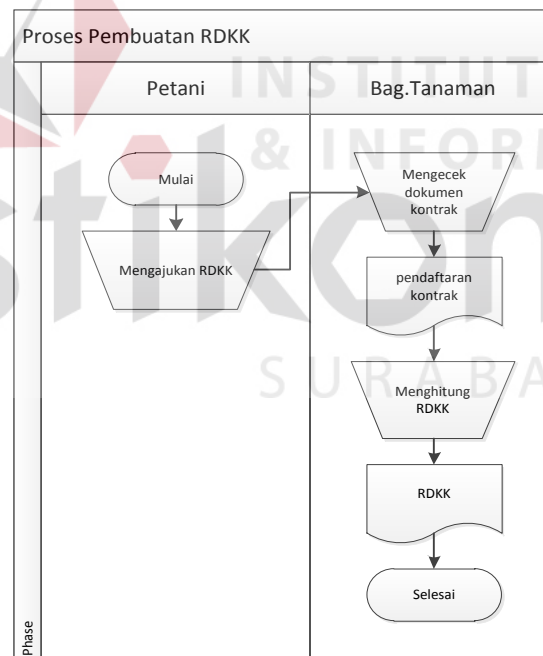 Proses Pembuatan RDKK
Petani
Bag.Tanaman
INSTITUT
& INFORM
stikom
SURABA
Mulai
Mengajukan RDKK
Mengecek
dokumen
kontrak
pendaftaran
kontrak
Menghitung
RDKK
RDKK
Selesai
Phase